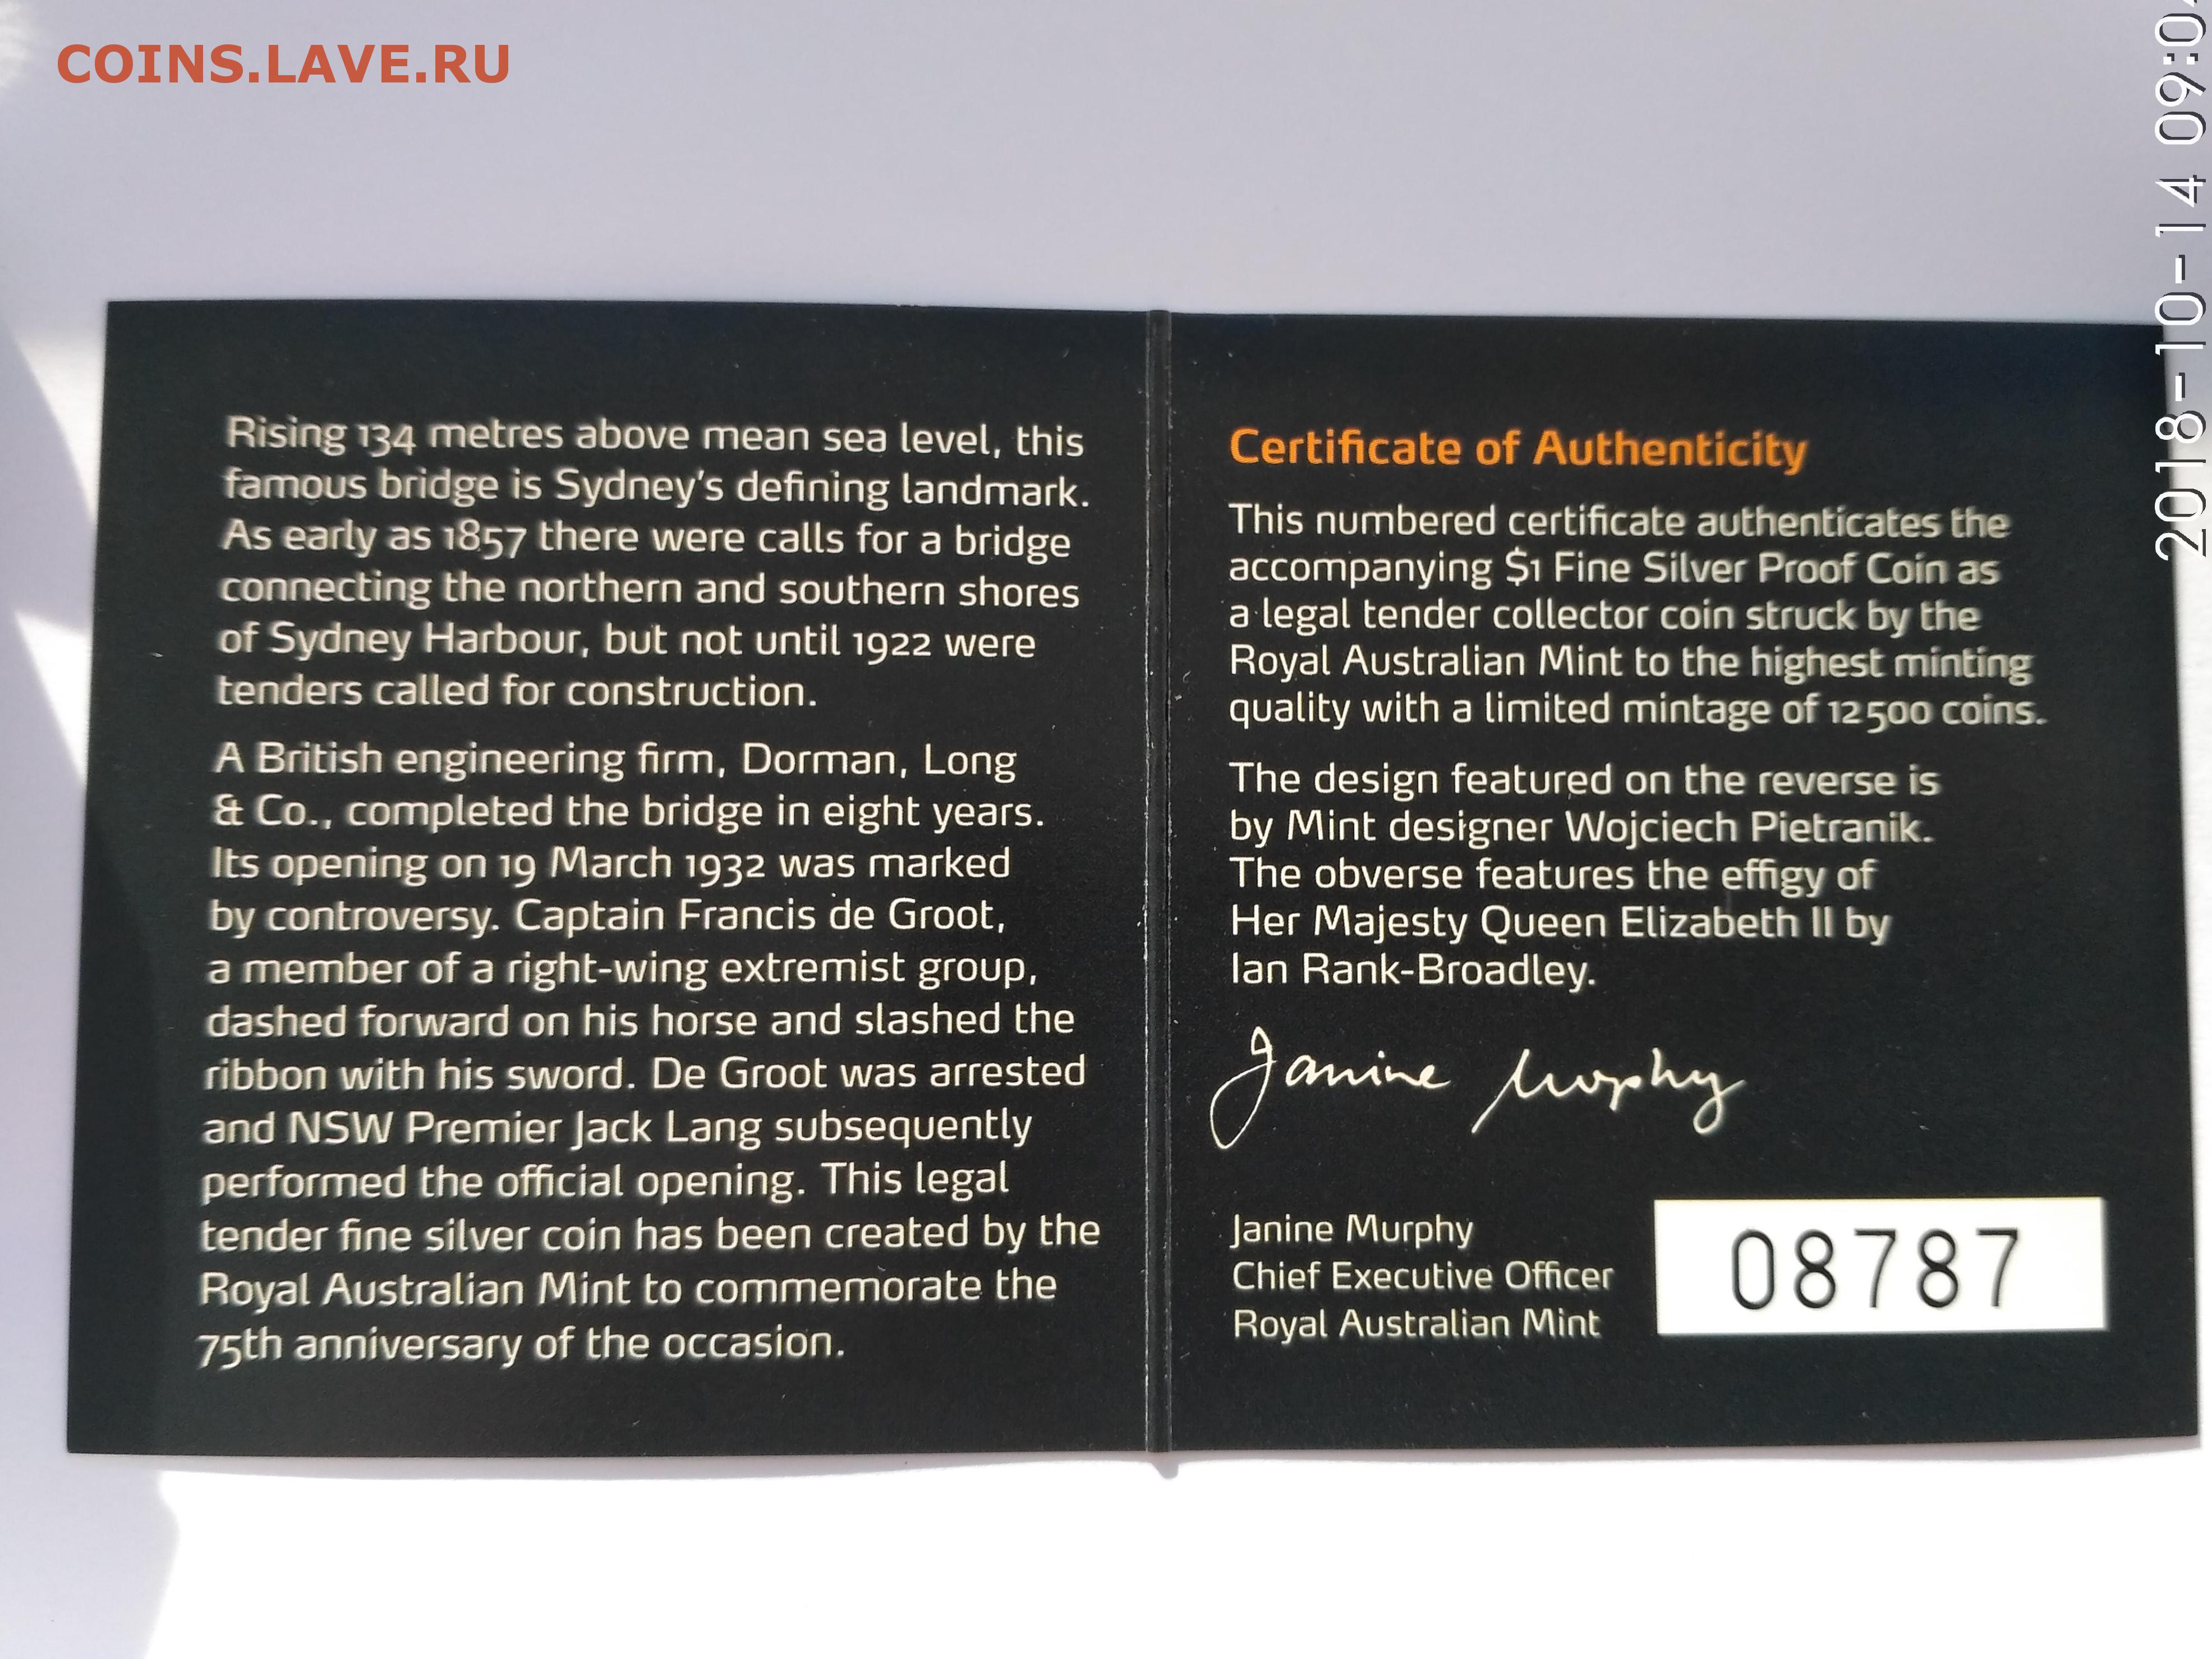 COINS.LAVE.RU
Rising 134 metres above mean sea level, this
famous bridge is Sydney's defining landmark.
As early as 1857 there were calls for a bridge
connecting the northern and southern shores
of Sydney Harbour, but not until 1922 were
tenders called for construction.
A British engineering firm, Dorman, Long
& Co., completed the bridge in eight years.
Its opening on 19 March 1932 was marked
by controversy. Captain Francis de Groot,
a member of a right-wing extremist group,
dashed forward on his horse and slashed the
ribbon with his sword. De Groot was arrested
and NSW Premier Jack Lang subsequently
performed the official opening. This legal
tender fine silver coin has been created by the
Royal Australian Mint to commemorate the
75th anniversary of the occasion.
Certificate of Authenticity
This numbered certificate authenticates the
accompanying $1 Fine Silver Proof Coin as
a legal tender collector coin struck by the
Royal Australian Mint to the highest minting
quality with a limited mintage of 12 500 coins.
The design featured on the reverse is
by Mint designer Wojciech Pietranik.
The obverse features the effigy of
Her Majesty Queen Elizabeth II by
Ian Rank-Broadley.
Janine Murphy
Janine Murphy
Chief Executive Officer
Royal Australian Mint
08787
2018-10-14